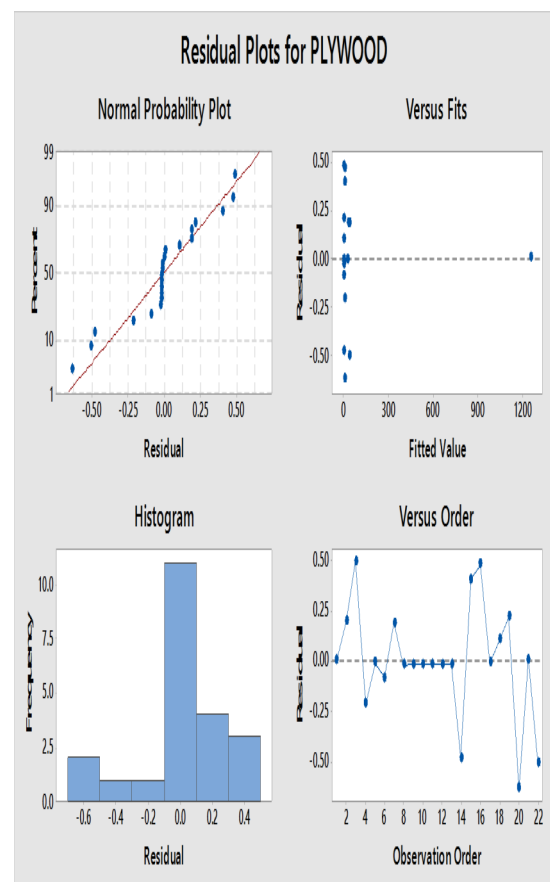 Residual Plots for PLYWOOD
Normal Probability Plot
99
90
50
10
1
Percent
-0.50 -0.25 0.00 0.25 0.50
Residual
Versus Fits
0.50
0.25
0.00
-0.25
-0.50
Residual
0 300 600 900 1200
Fitted Value
Histogram
10.0
7.5
5.0
2.5
0.0
Frequency
-0.6 -0.4 -0.2 0.0 0.2 0.4
Residual
Versus Order
0.50
0.25
0.00
-0.25
-0.50
Residual
2 4 6 8 10 12 14 16 18 20 22
Observation Order